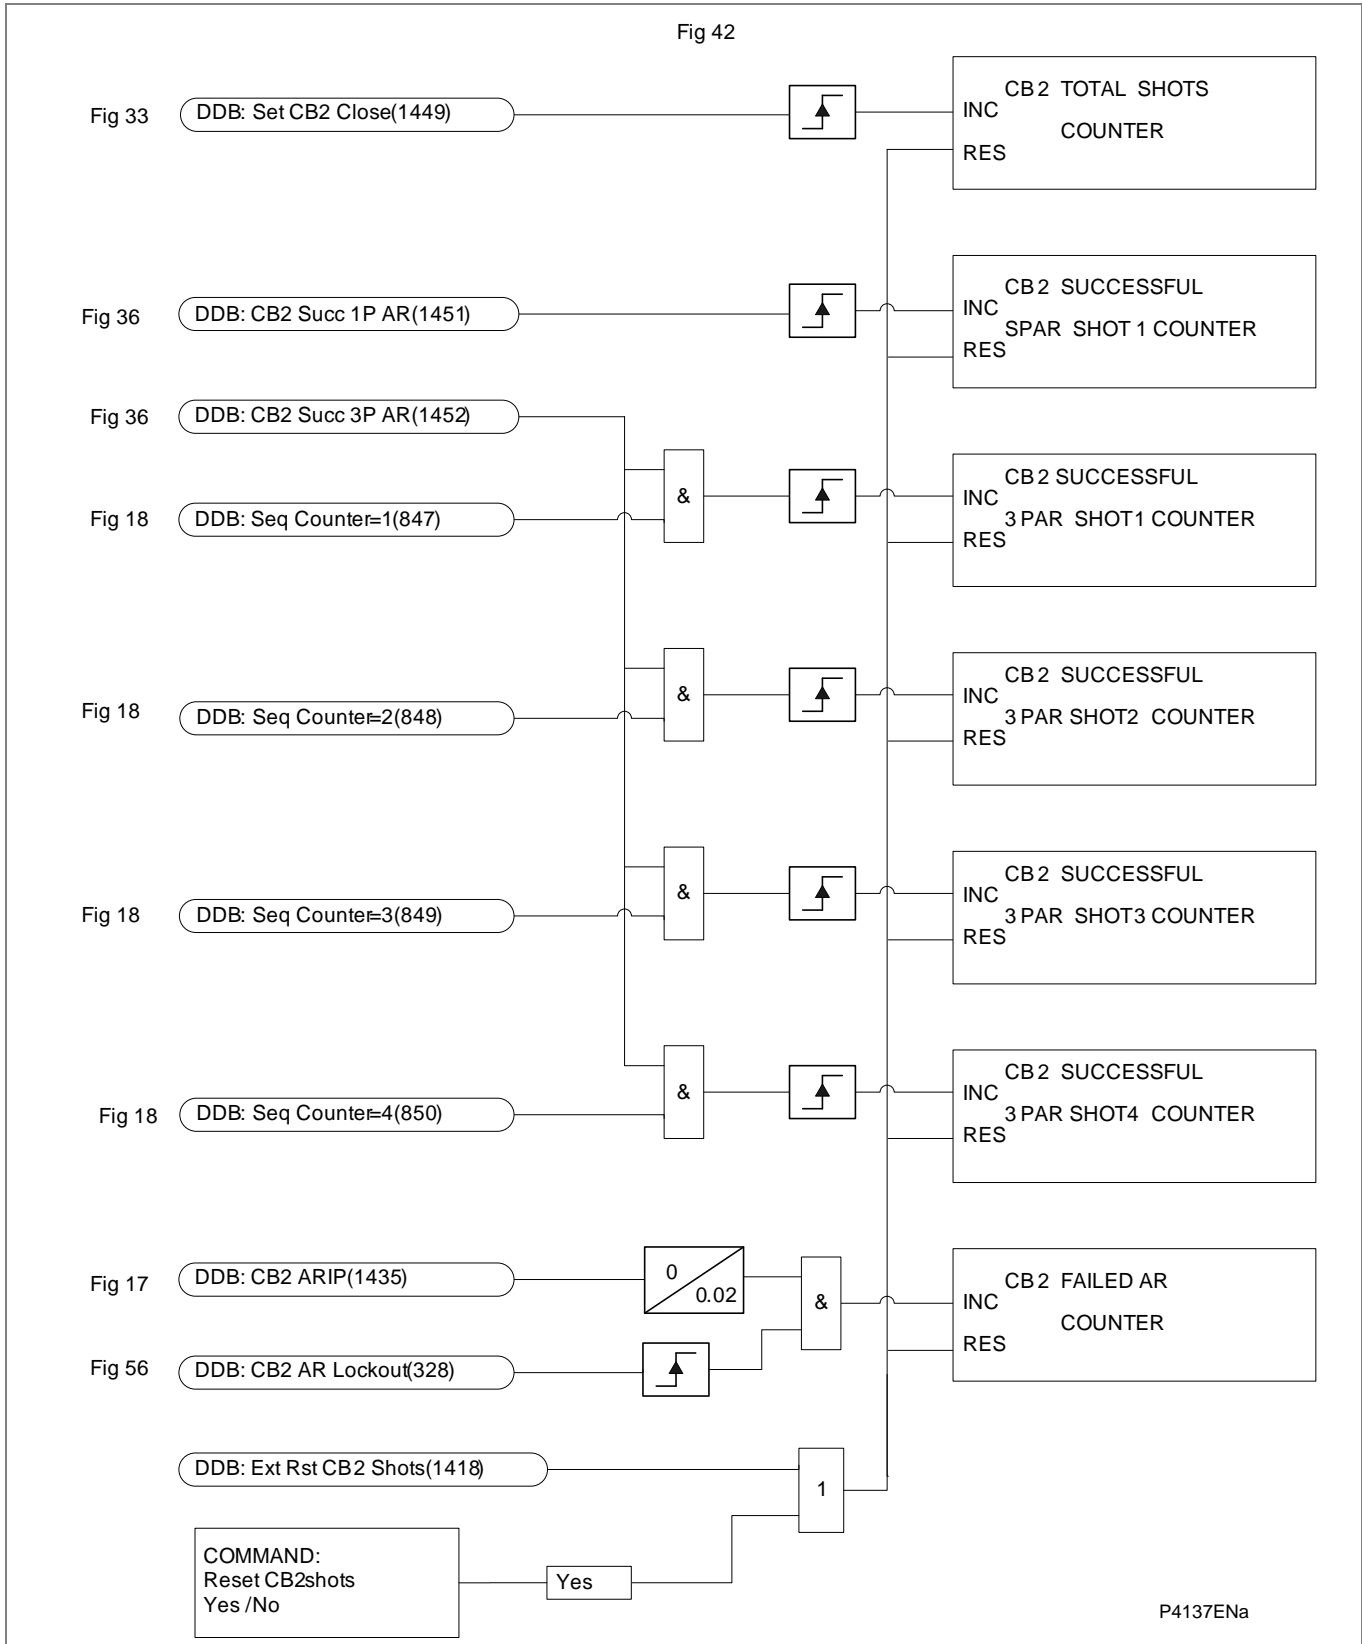 Fig 42
Fig 33
DDB: Set CB2 Close(1449)
INC
CB2 TOTAL SHOTS
COUNTER
RES
Fig 36
DDB: CB2 Succ 1P AR(1451)
CB2 SUCCESSFUL
INC
SPAR SHOT 1 COUNTER
RES
Fig 36
DDB: CB2 Succ 3P AR(1452)
Fig 18
DDB: Seq Counter=1(847)
&
CB2 SUCCESSFUL
INC
3 PAR SHOT1 COUNTER
RES
Fig 18
DDB: Seq Counter=2(848)
&
CB2 SUCCESSFUL
INC
3 PAR SHOT2 COUNTER
RES
Fig 18
DDB: Seq Counter=3(849)
&
CB2 SUCCESSFUL
INC
3 PAR SHOT3 COUNTER
RES
Fig 18
DDB: Seq Counter=4(850)
&
CB2 SUCCESSFUL
INC
3 PAR SHOT4 COUNTER
RES
Fig 17
DDB: CB2 ARIP(1435)
0
0.02
&
CB2 FAILED AR
INC
COUNTER
RES
Fig 56
DDB: CB2 AR Lockout(328)
DDB: Ext Rst CB2 Shots(1418)
1
COMMAND:
Reset CB2shots
Yes /No
Yes
P4137ENa